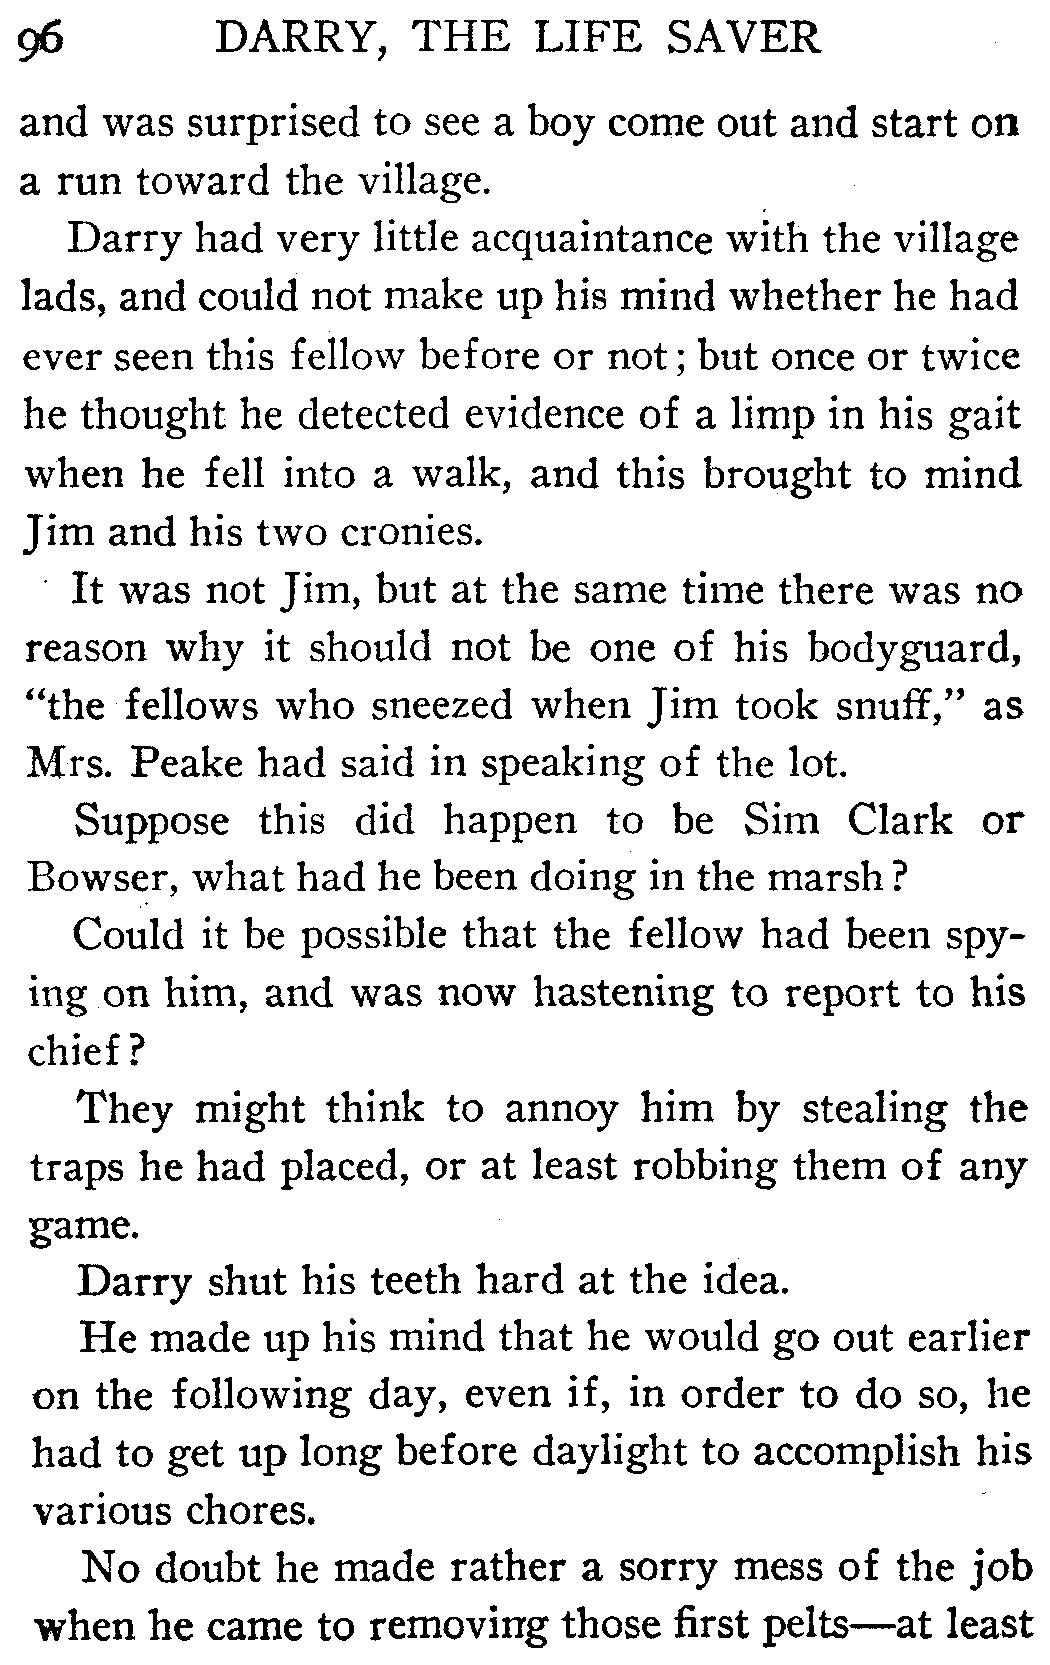 96 DARRY, THE LIFE SAVER
and was surprised to see a boy come out and start on
a run toward the village.
Darry had very little acquaintance with the village
lads, and could not make up his mind whether he had
ever seen this fellow before or not; but once or twice
he thought he detected evidence of a limp in his gait
when he fell into a walk, and this brought to mind
Jim and his two cronies.
It was not Jim, but at the same time there was no
reason why it should not be one of his bodyguard,
“the fellows who sneezed when Jim took snuff,” as
Mrs. Peake had said in speaking of the lot.
Suppose this did happen to be Sim Clark or
Bowser, what had he been doing in the marsh?
Could it be possible that the fellow had been spy-
ing on him, and was now hastening to report to his
chief?
They might think to annoy him by stealing the
traps he had placed, or at least robbing them of any
game.
Darry shut his teeth hard at the idea.
He made up his mind that he would go out earlier
on the following day, even if, in order to do so, he
had to get up long before daylight to accomplish his
various chores.
No doubt he made rather a sorry mess of the job
when he came to removing those first pelts—at least